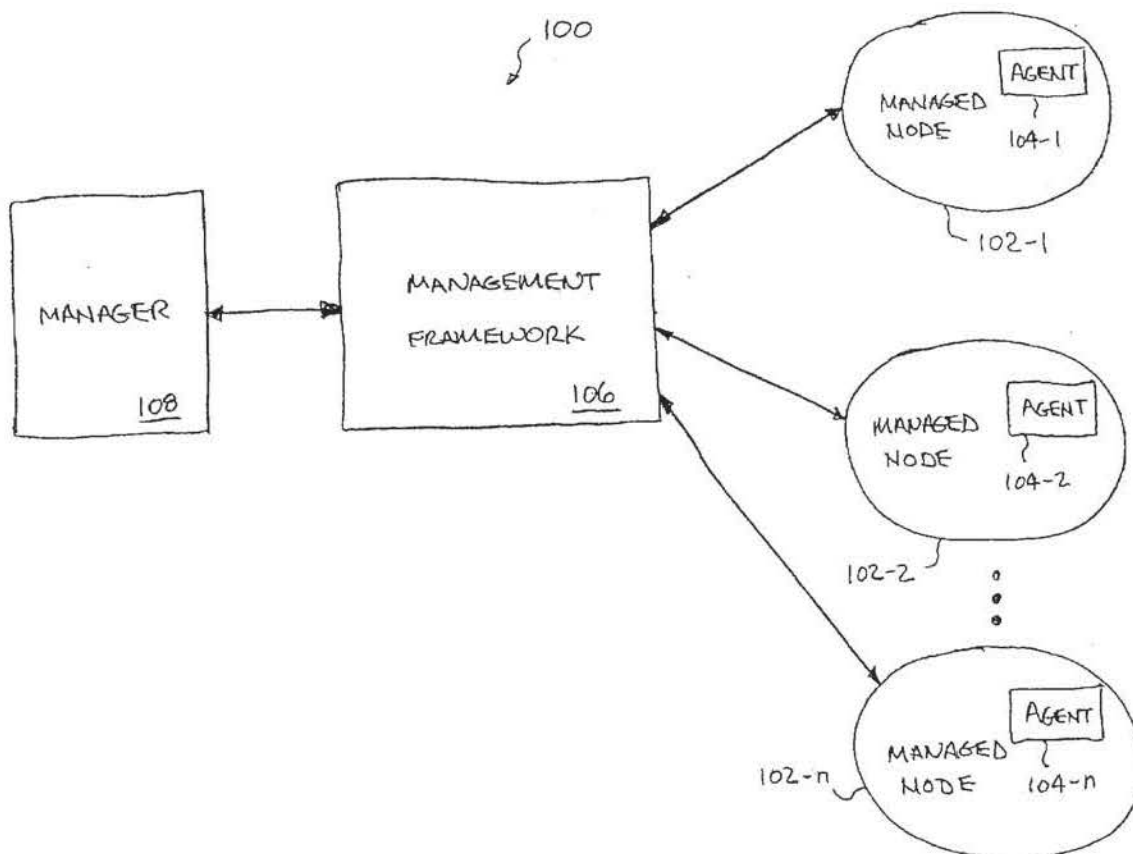 100
MANAGER
108
MANAGEMENT
FRAMEWORK
106
MANAGED
NODE
AGENT
104-1
102-1
MANAGED
NODE
AGENT
104-2
102-2
MANAGED
NODE
AGENT
104-n
102-n